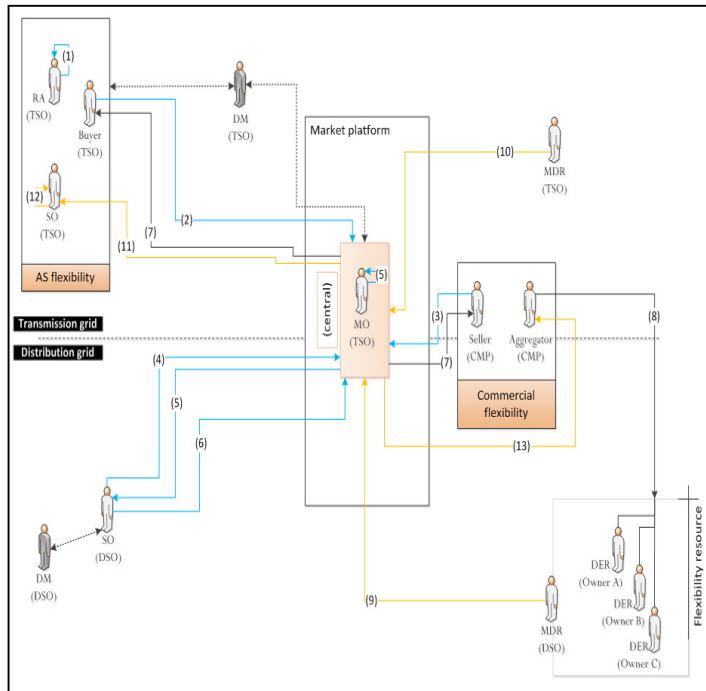 (1)
RA
(TSO)
Buyer
(TSO)
DM
(TSO)
Market platform
(10)
MDR
(TSO)
(12)
SO
(TSO)
(2)
(7)
(11)
AS flexibility
(5)
(central)
MO
(TSO)
(3)
Seller
(CMP)
Aggregator
(CMP)
(8)
(7)
Transmission grid
Distribution grid
(4)
(5)
(6)
Commercial
flexibility
(13)
SO
(DSO)
DM
(DSO)
(9)
MDR
(DSO)
DER
(Owner A)
DER
(Owner B)
DER
(Owner C)
Flexibility resource